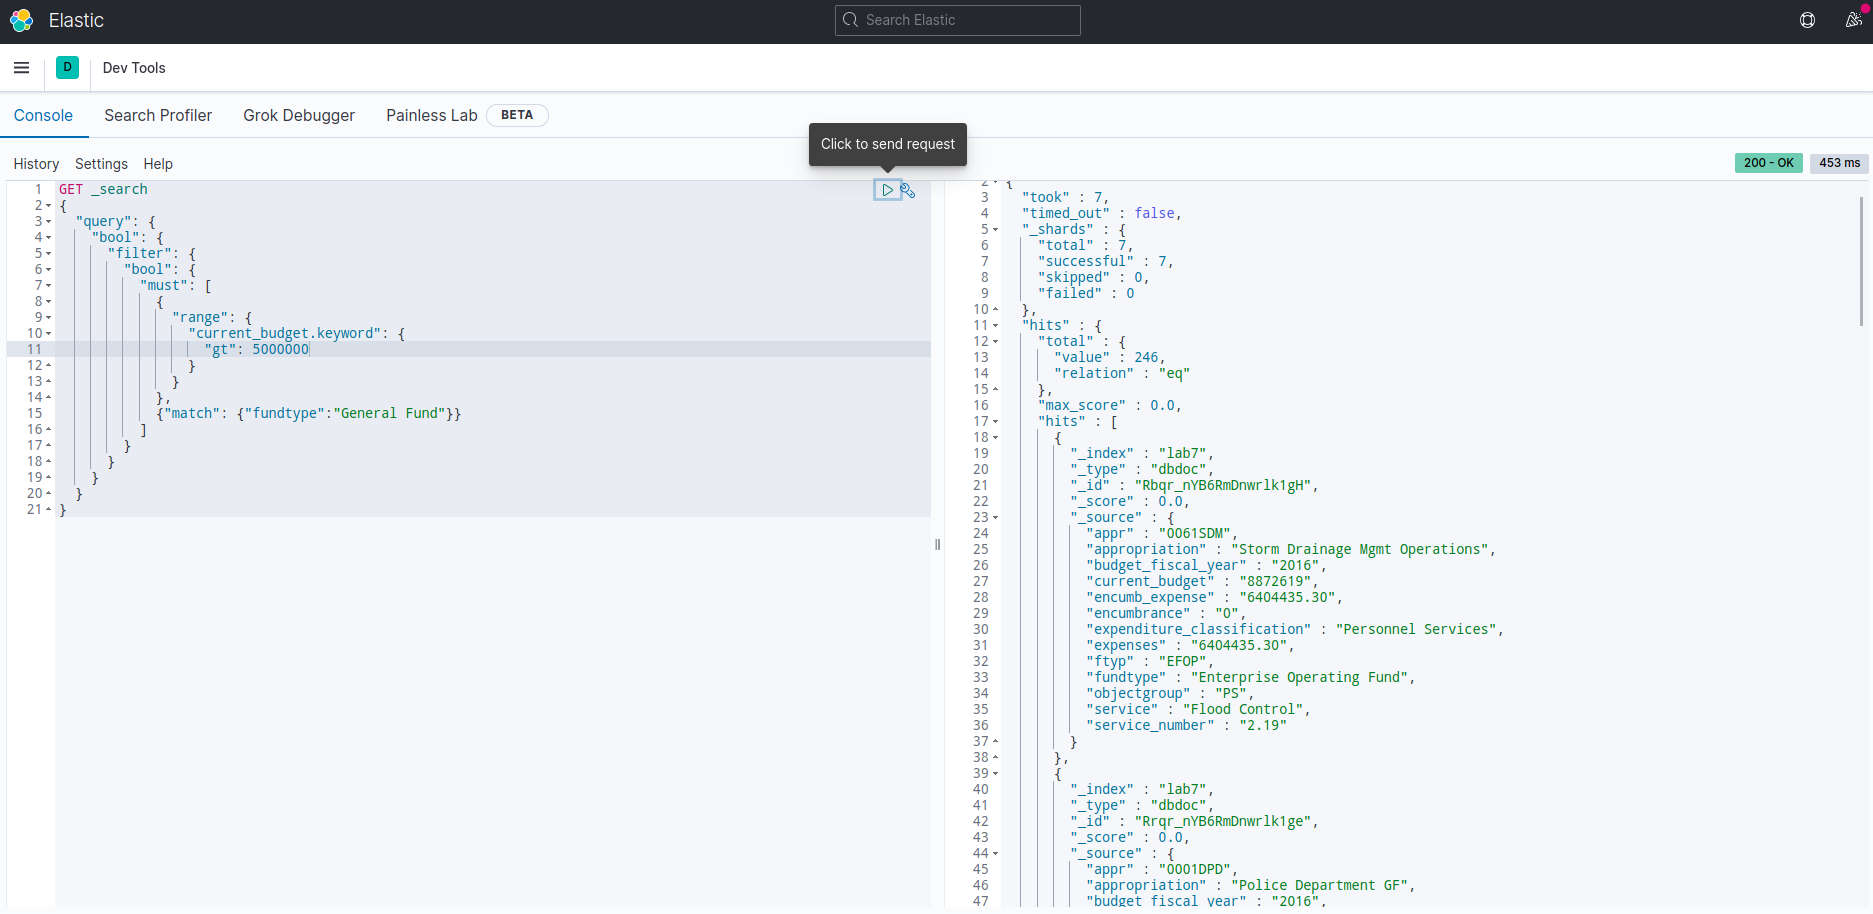 Elastic
Search Elastic
D Dev Tools
Console Search Profiler Grok Debugger Painless Lab BETA
Click to send request
History Settings Help
200 - OK 453 ms
1 GET _search
2 {
3 "query": {
4 "bool": {
5 "filter": {
6 "bool": {
7 "must": [
8 {
9 "range": {
10 "current_budget.keyword": {
11 "gt": 5000000
12 }
13 }
14 },
15 {"match": {"fundtype":"General Fund"}}
16 ]
17 }
18 }
19 }
20 }
21 }
2 {
3 "took" : 7,
4 "timed_out" : false,
5 "_shards" : {
6 "total" : 7,
7 "successful" : 7,
8 "skipped" : 0,
9 "failed" : 0
10 },
11 "hits" : {
12 "total" : {
13 "value" : 246,
14 "relation" : "eq"
15 },
16 "max_score" : 0.0,
17 "hits" : [
18 {
19 "_index" : "lab7",
20 "_type" : "dbdoc",
21 "_id" : "Rbqr_nYB6RmDnwrlk1gH",
22 "_score" : 0.0,
23 "_source" : {
24 "appr" : "0061SDM",
25 "appropriation" : "Storm Drainage Mgmt Operations",
26 "budget_fiscal_year" : "2016",
27 "current_budget" : "8872619",
28 "encumb_expense" : "6404435.30",
29 "encumbrance" : "0",
30 "expenditure_classification" : "Personnel Services",
31 "expenses" : "6404435.30",
32 "ftyp" : "EFOP",
33 "fundtype" : "Enterprise Operating Fund",
34 "objectgroup" : "PS",
35 "service" : "Flood Control",
36 "service_number" : "2.19"
37 }
38 },
39 {
40 "_index" : "lab7",
41 "_type" : "dbdoc",
42 "_id" : "Rrqr_nYB6RmDnwrlk1ge",
43 "_score" : 0.0,
44 "_source" : {
45 "appr" : "0001DPD",
46 "appropriation" : "Police Department GF",
47 "budget_fiscal_year" : "2016",